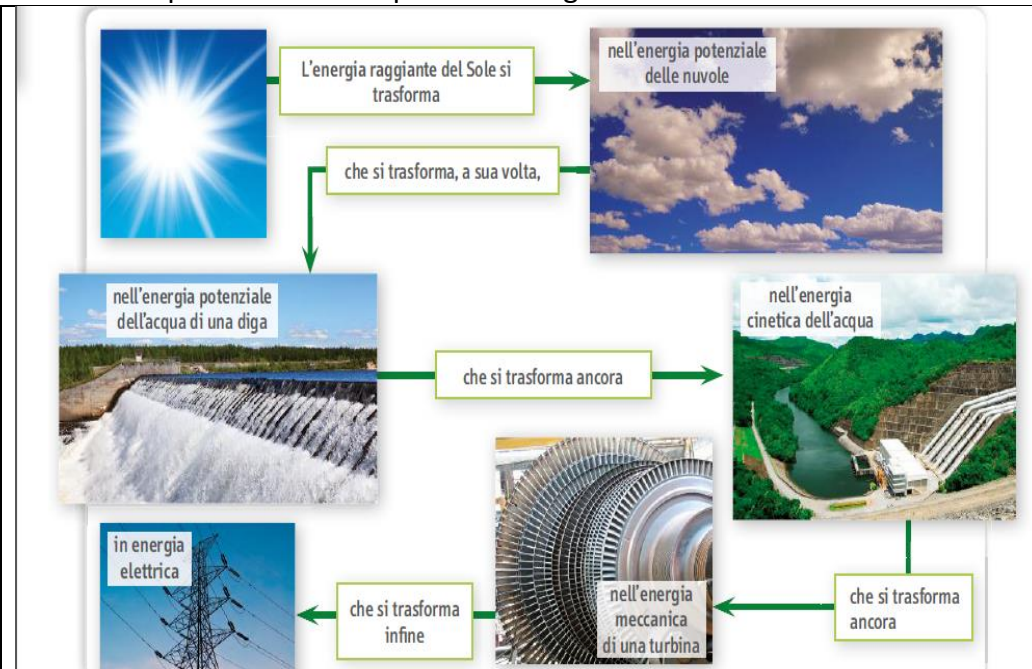 L'energia raggiante del Sole si
trasforma
nell'energia potenziale
delle nuvole
che si trasforma, a sua volta,
nell'energia potenziale
dell'acqua di una diga
che si trasforma ancora
nell'energia
cinetica dell'acqua
che si trasforma
ancora
nell'energia
meccanica
di una turbina
che si trasforma
infine
in energia
elettrica